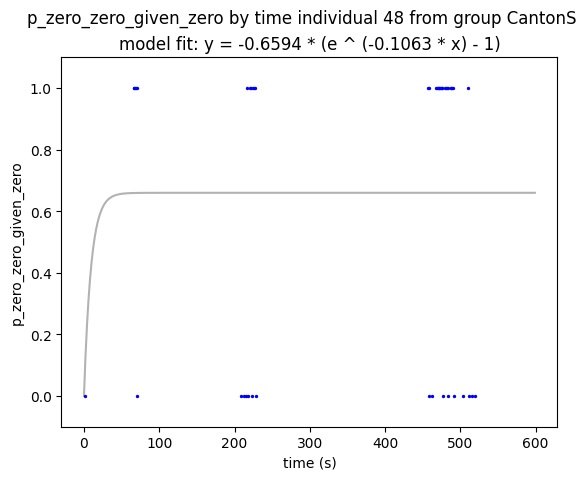 p_zero_zero_given_zero by time individual 48 from group CantonS
model fit: y = -0.6594 * (e ^ (-0.1063 * x) - 1)
p_zero_zero_given_zero
1.0
0.8
0.6
0.4
0.2
0.0
0 100 200 300 400 500 600
time (s)